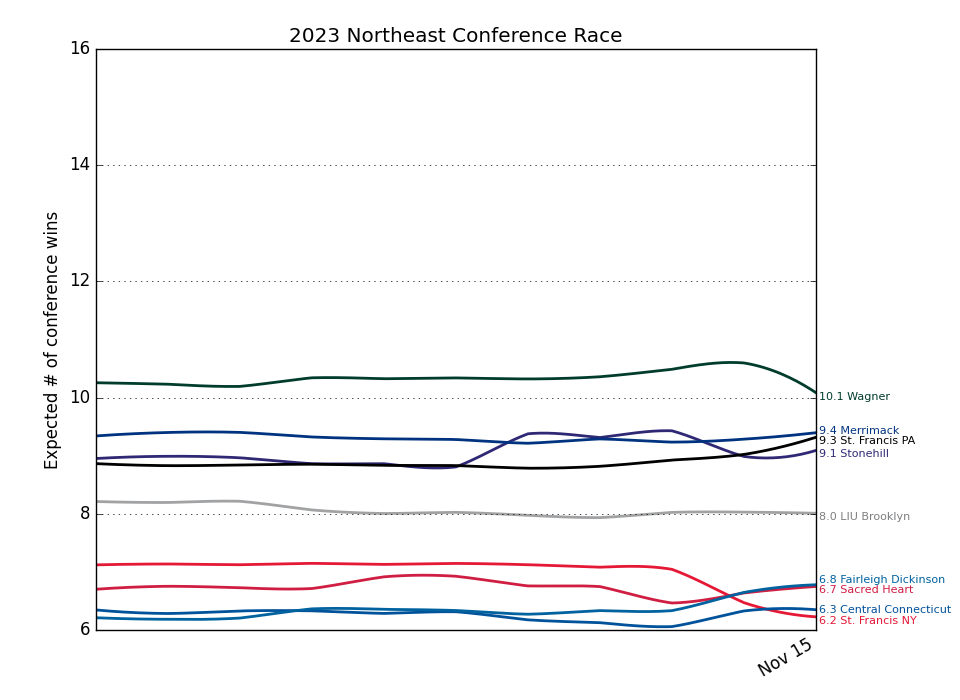 2023 Northeast Conference Race
Expected # of conference wins
16
14
12
10
8
6
10.1 Wagner
9.4 Merrimack
9.3 St. Francis PA
9.1 Stonehill
8.0 LIU Brooklyn
6.8 Fairleigh Dickinson
6.7 Sacred Heart
6.3 Central Connecticut
6.2 St. Francis NY
Nov 15